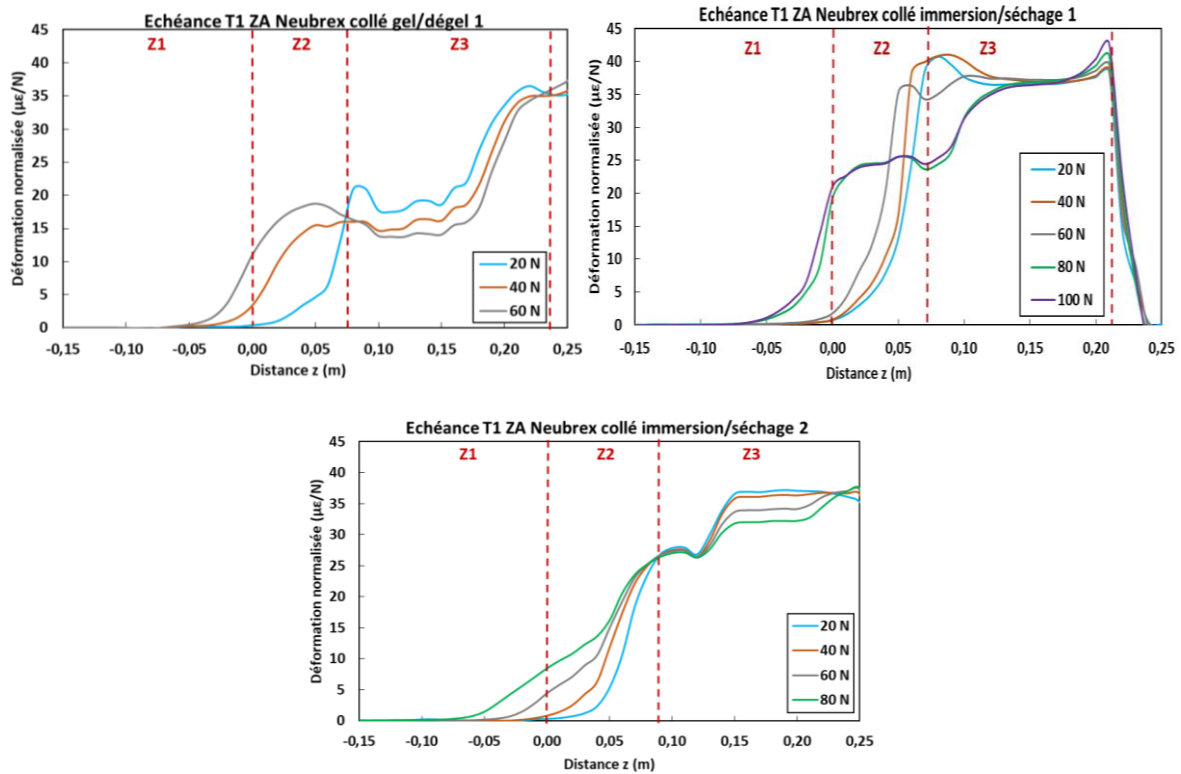 Echéance T1 ZA Neubrex collé gel/dégel 1
Déformation normalisée (µε/N)
45
40
35
30
25
20
15
10
5
0
Z1
Z2
Z3
20 N
40 N
60 N
-0,15
-0,10
-0,05
0,00
0,05
0,10
0,15
0,20
0,25
Distance z (m)
Echéance T1 ZA Neubrex collé immersion/séchage 1
Déformation normalisée (µε/N)
45
40
35
30
25
20
15
10
5
0
Z1
Z2
Z3
20 N
40 N
60 N
80 N
100 N
-0,15
-0,10
-0,05
0,00
0,05
0,10
0,15
0,20
0,25
Distance z (m)
Echéance T1 ZA Neubrex collé immersion/séchage 2
Déformation normalisée (µε/N)
45
40
35
30
25
20
15
10
5
0
Z1
Z2
Z3
20 N
40 N
60 N
80 N
-0,15
-0,10
-0,05
0,00
0,05
0,10
0,15
0,20
0,25
Distance z (m)